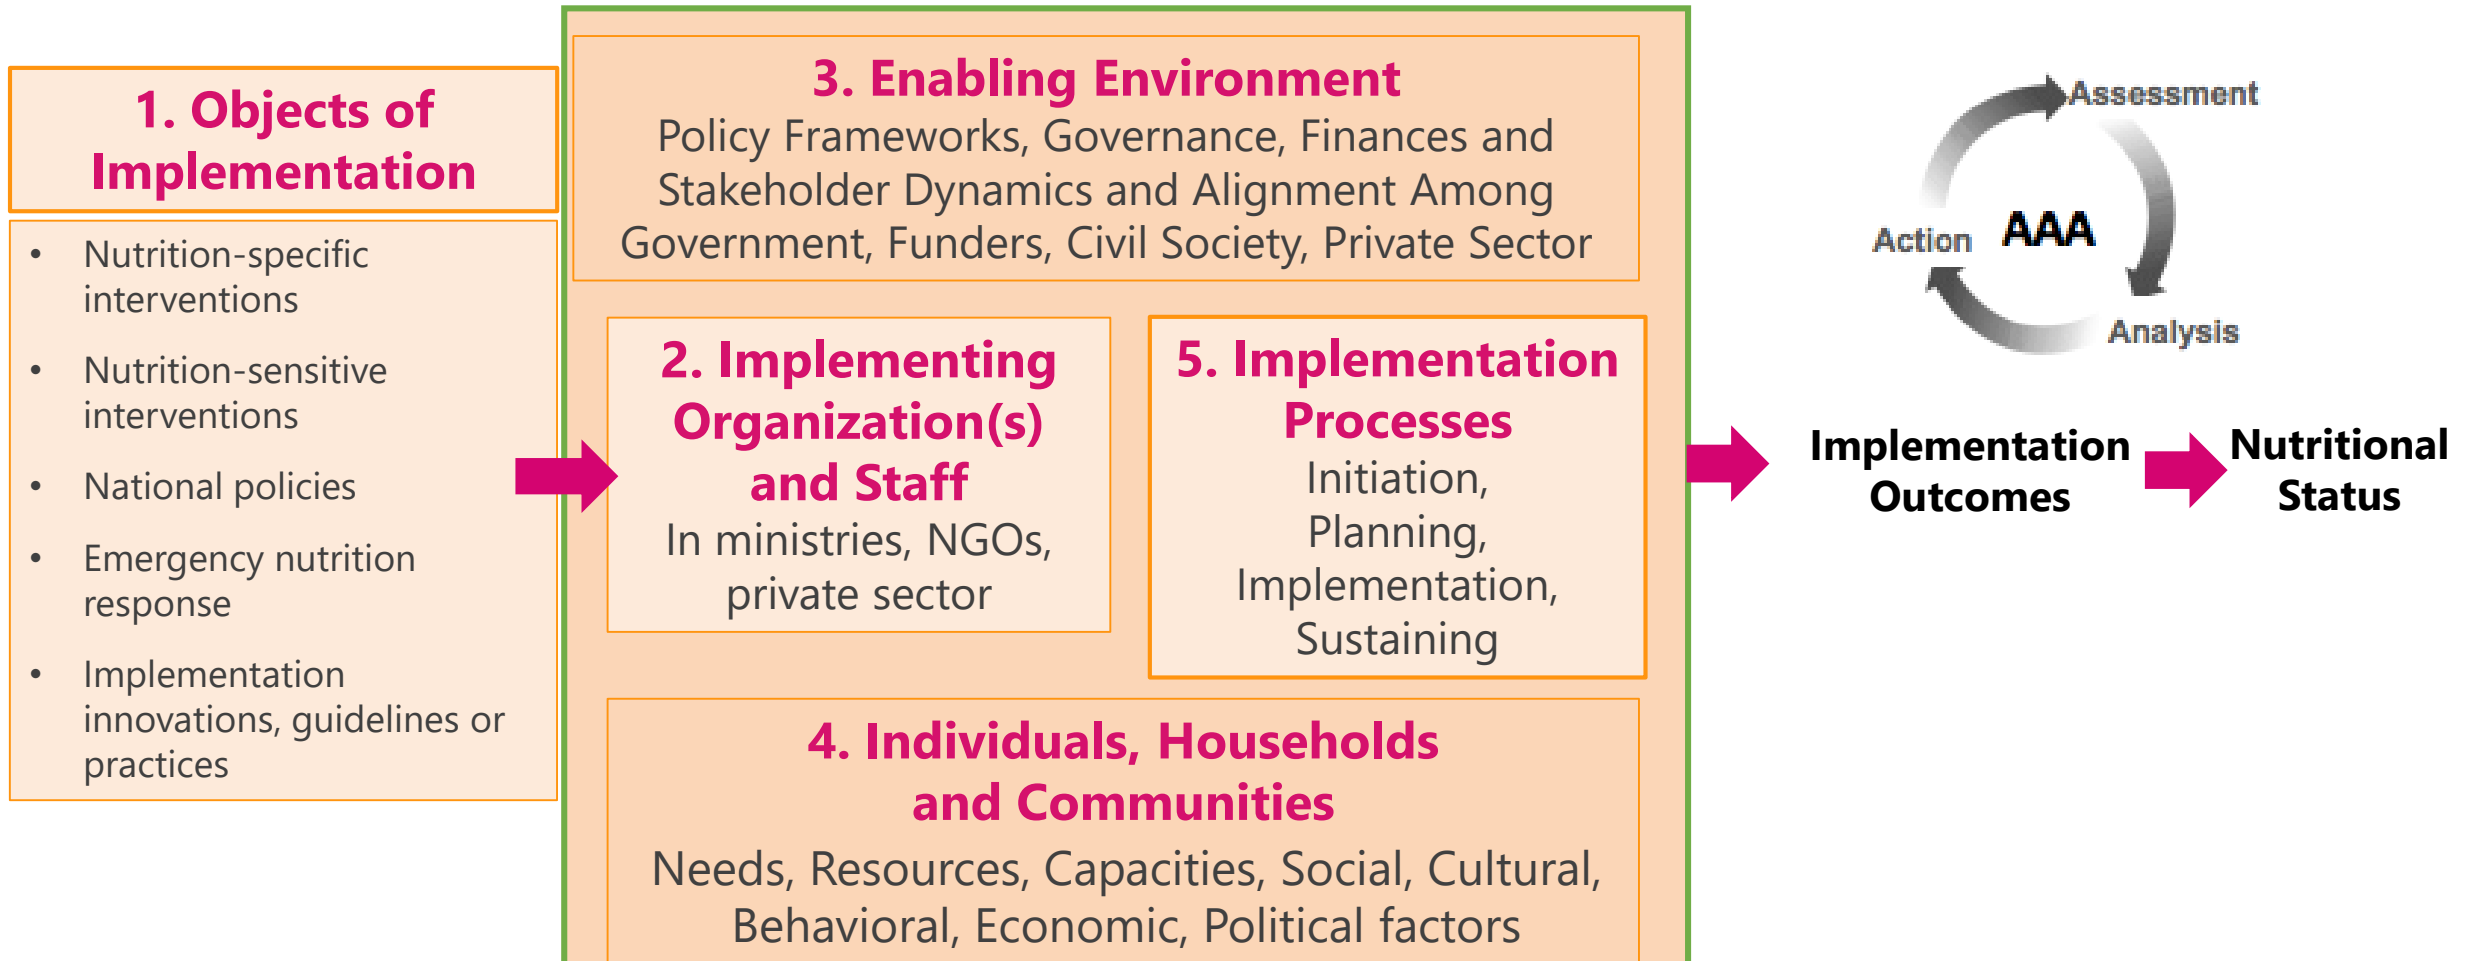 1. Objects of
Implementation
• Nutrition-specific
interventions
• Nutrition-sensitive
interventions
• National policies
• Emergency nutrition
response
• Implementation
innovations, guidelines or
practices
3. Enabling Environment
Policy Frameworks, Governance, Finances and
Stakeholder Dynamics and Alignment Among
Government, Funders, Civil Society, Private Sector
2. Implementing
Organization(s)
and Staff
In ministries, NGOs,
private sector
5. Implementation
Processes
Initiation,
Planning,
Implementation,
Sustaining
4. Individuals, Households
and Communities
Needs, Resources, Capacities, Social, Cultural,
Behavioral, Economic, Political factors
Assessment
Action
AAA
Analysis
Implementation
Outcomes
Nutritional
Status